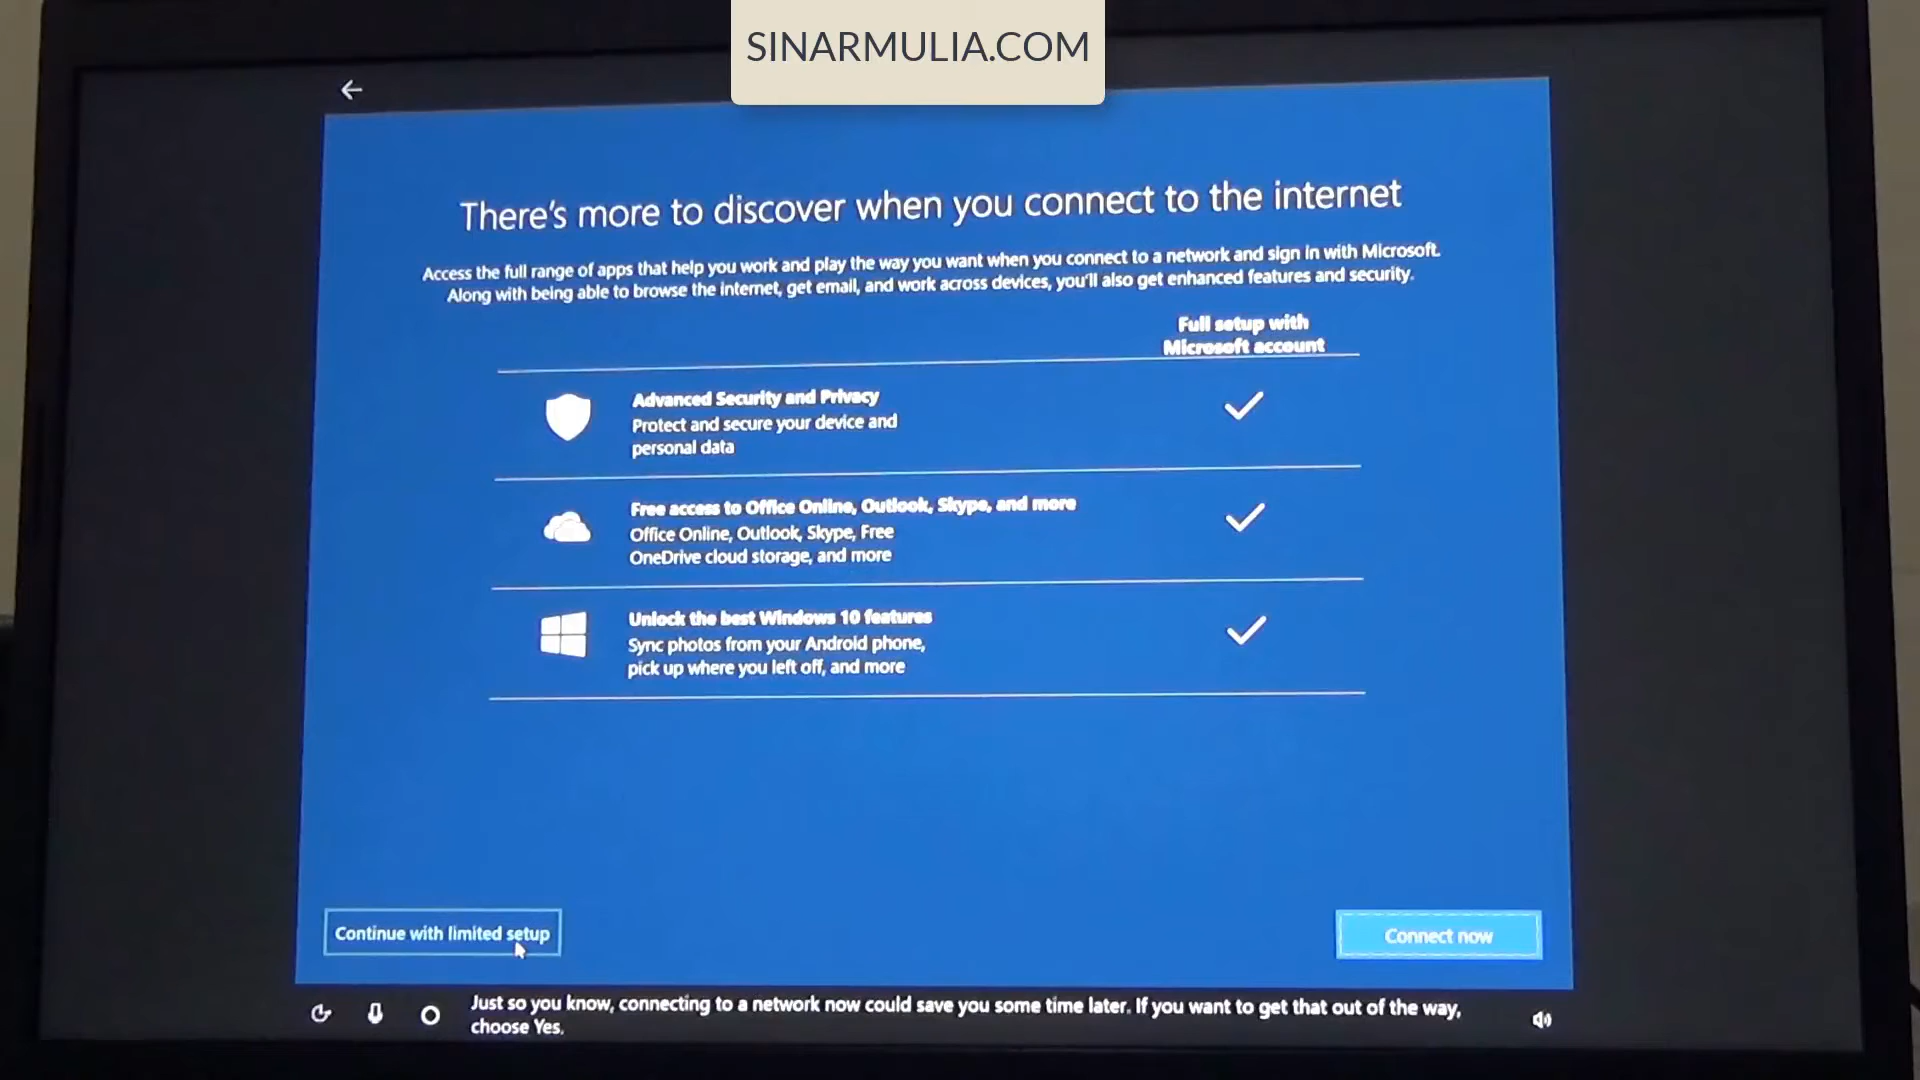 SINARMULIA.COM
There's more to discover when you connect to the internet
Access the full range of apps that help you work and play the way you want when you connect to a network and sign in with Microsoft.
Along with being able to browse the internet, get email, and work across devices, you'll also get enhanced features and security.
Full setup with
Microsoft account
Advanced Security and Privacy
Protect and secure your device and
personal data
Free access to Office Online, Outlook, Skype, and more
Office Online, Outlook, Skype, Free
OneDrive cloud storage, and more
Unlock the best Windows 10 features
Sync photos from your Android phone,
pick up where you left off, and more
Continue with limited setup
Connect now
Just so you know, connecting to a network now could save you some time later. If you want to get that out of the way,
choose Yes.